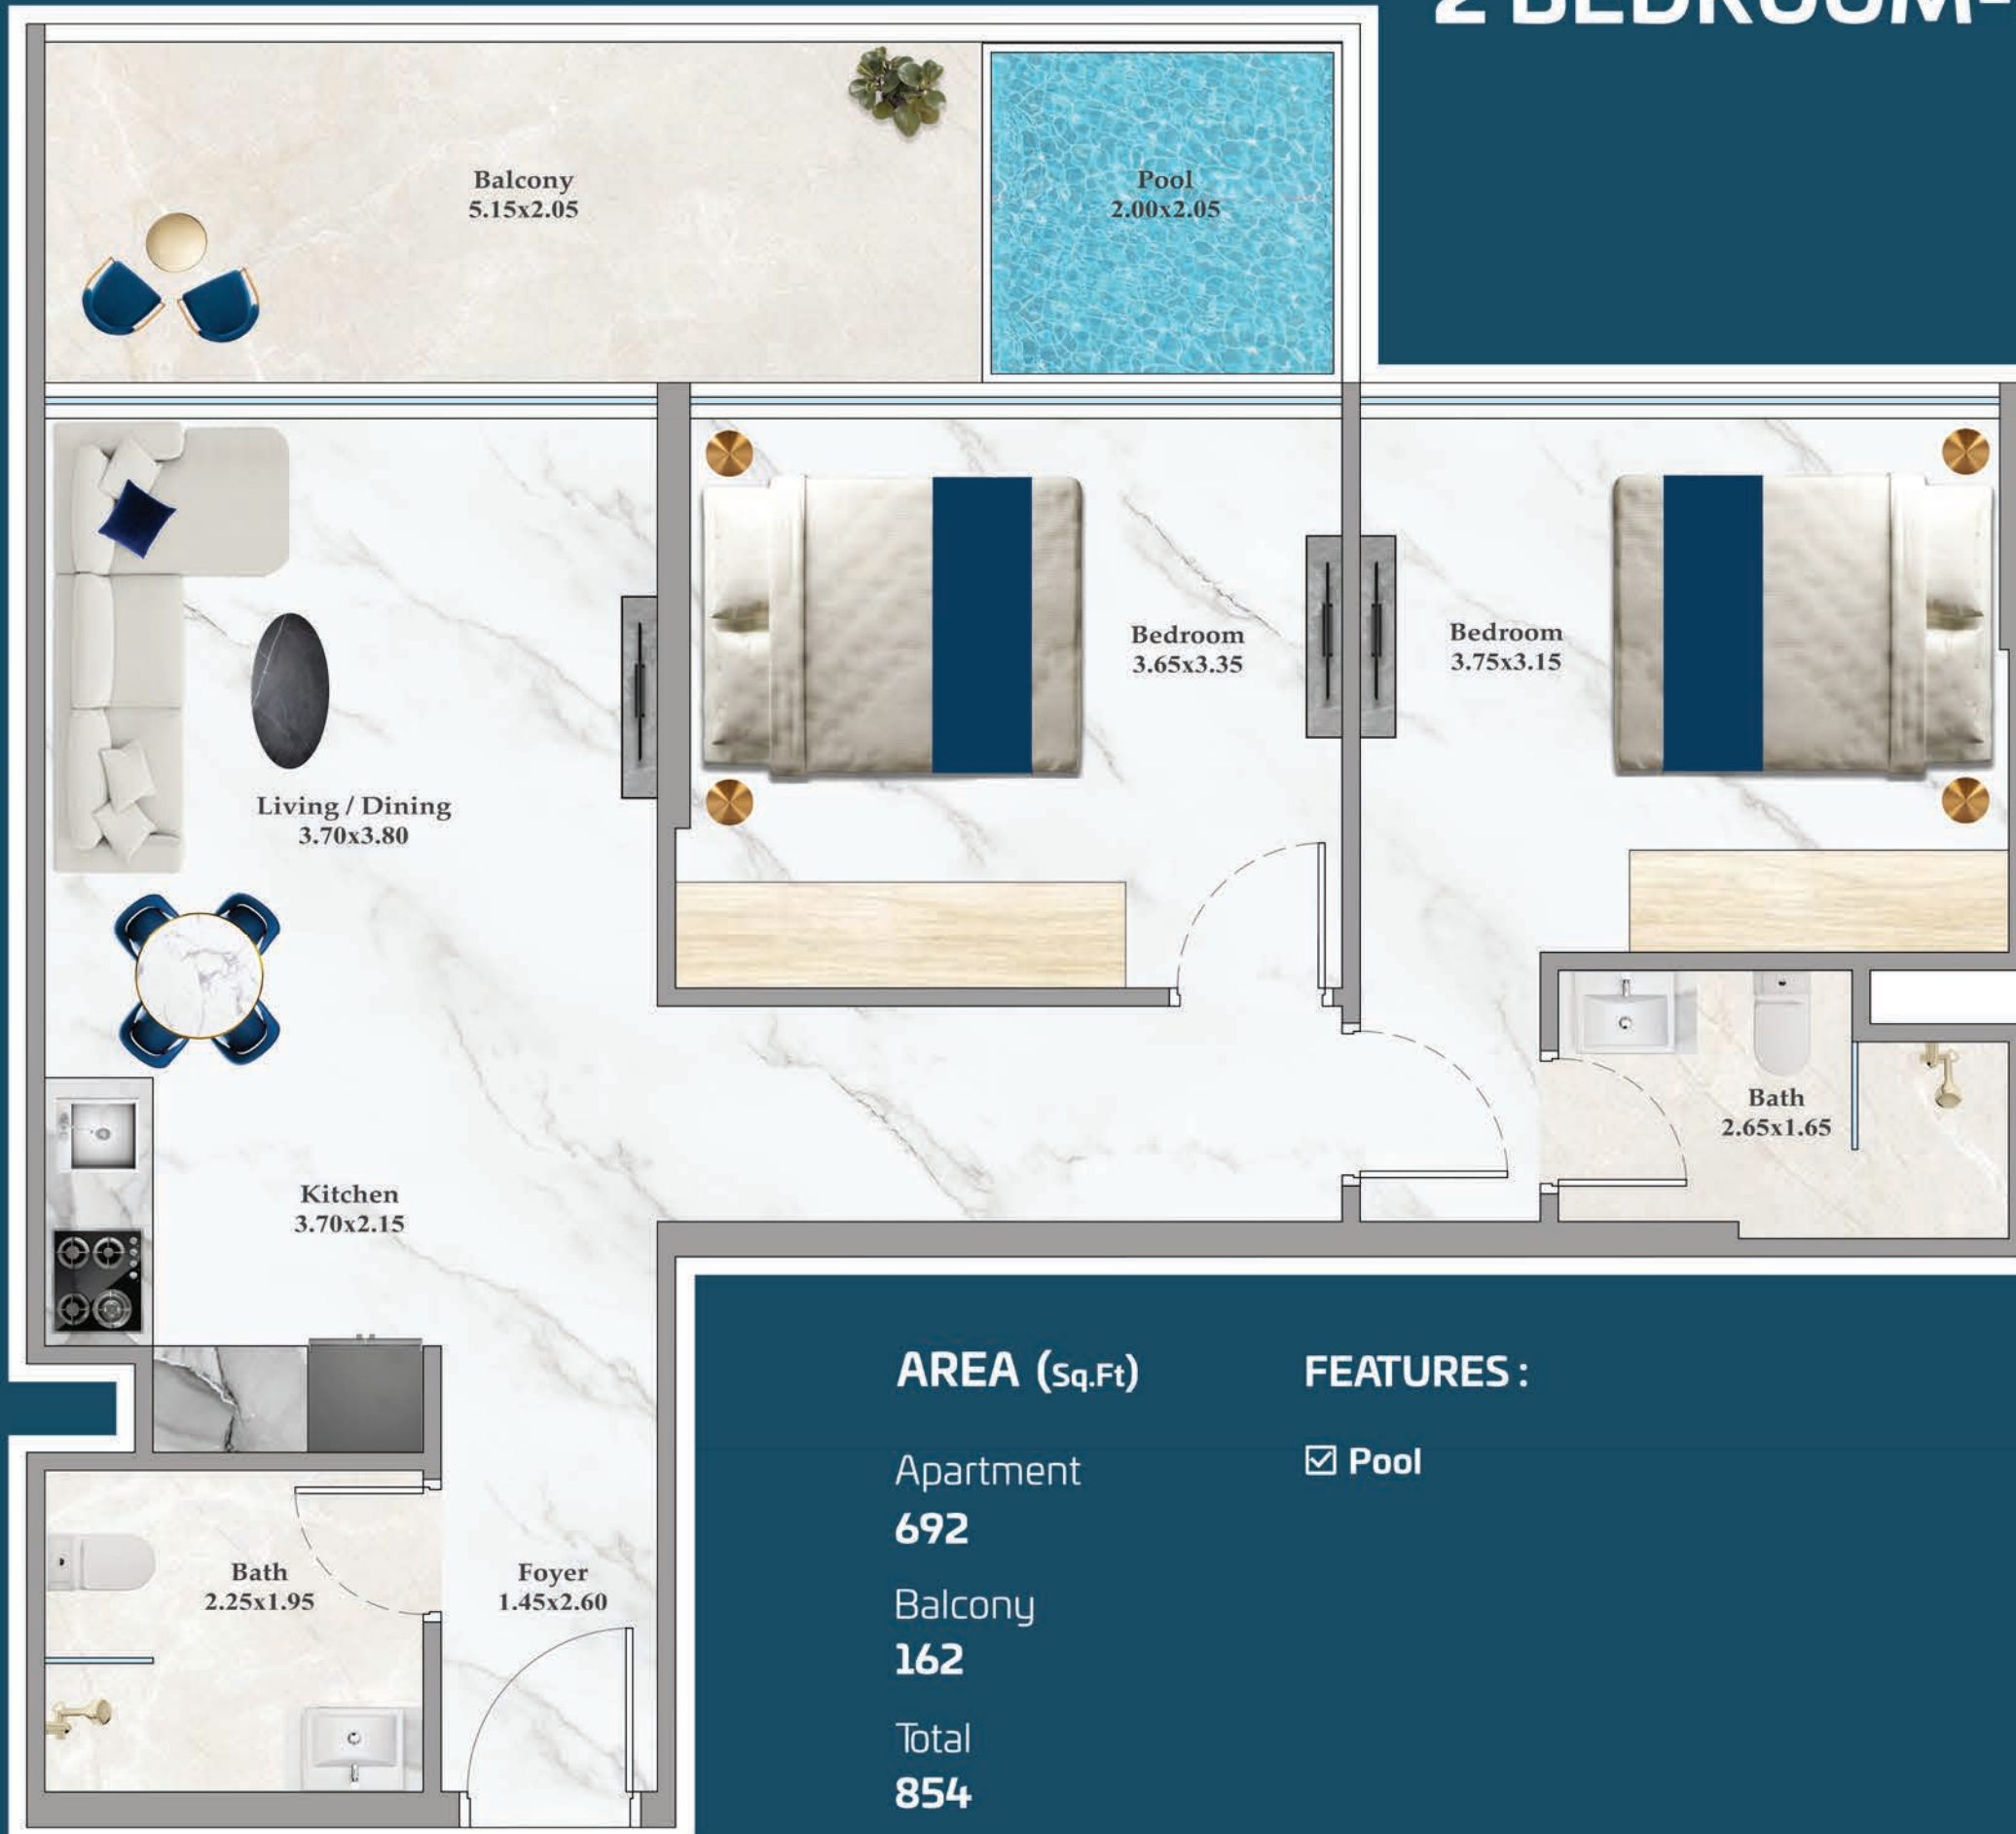 2 BEDROOM-
Balcony
5.15x2.05
Pool
2.00x2.05
Bedroom
3.65x3.35
Bedroom
3.75x3.15
Living / Dining
3.70x3.80
Bath
2.65x1.65
Kitchen
3.70x2.15
Bath
2.25x1.95
Foyer
1.45x2.60
AREA (Sq.Ft)
Apartment
692
Balcony
162
Total
854
FEATURES :
☑ Pool